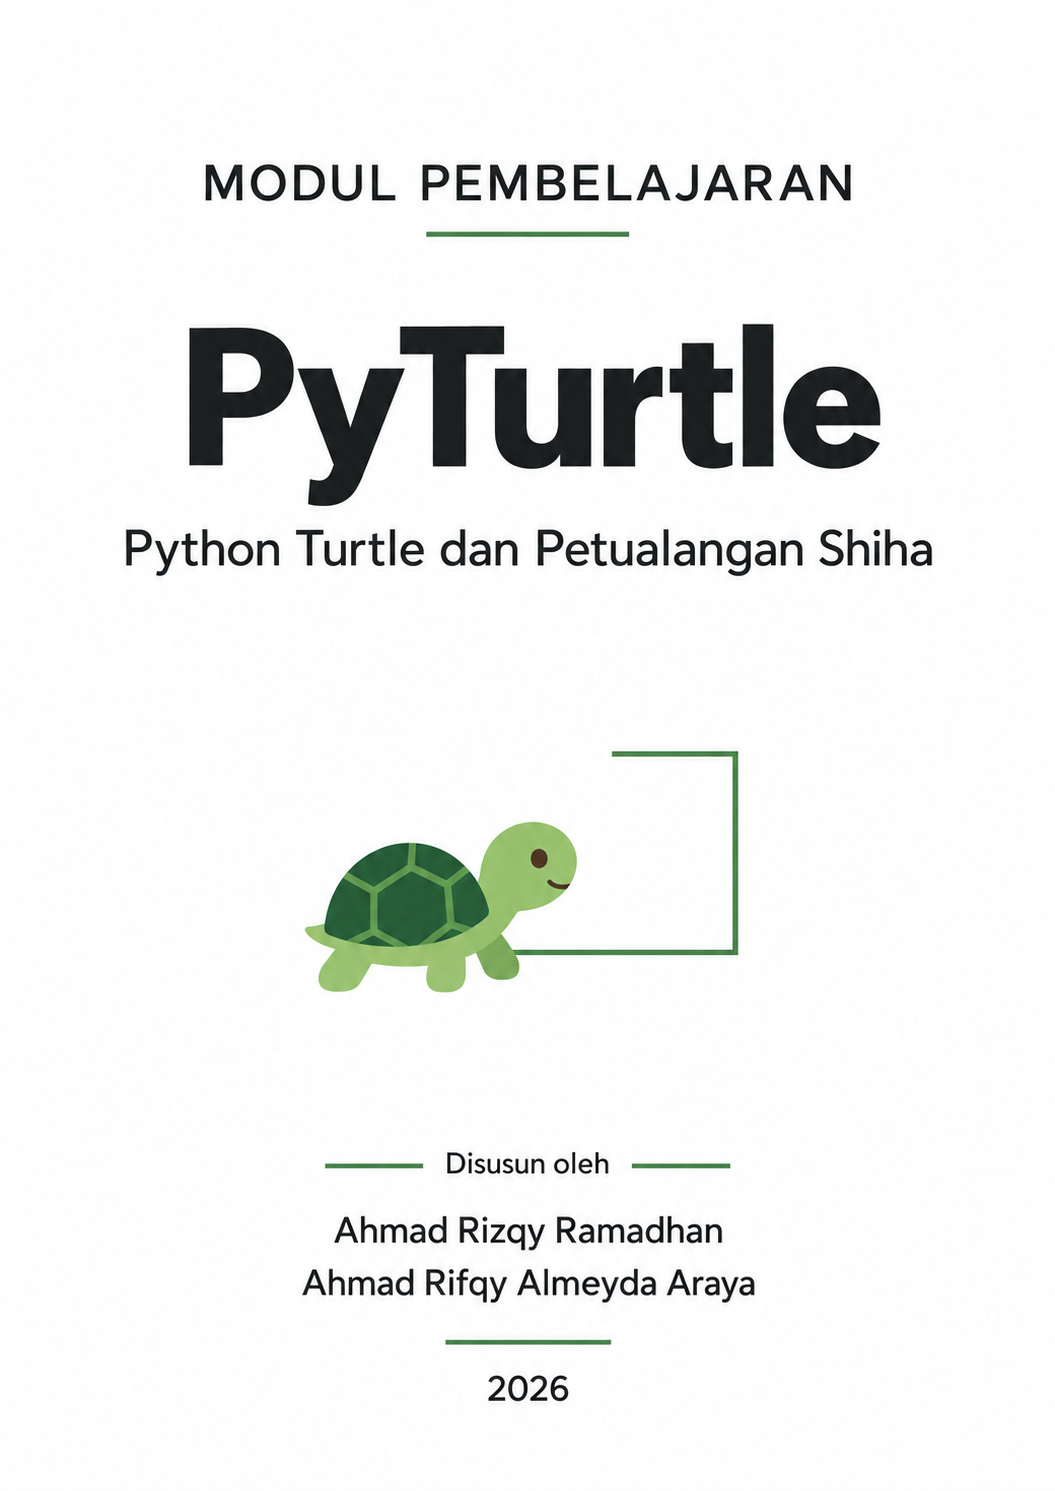 MODUL PEMBELAJARAN
PyTurtle
Python Turtle dan Petualangan Shiha
Disusun oleh
Ahmad Rizqy Ramadhan
Ahmad Rifqy Almeyda Araya
2026